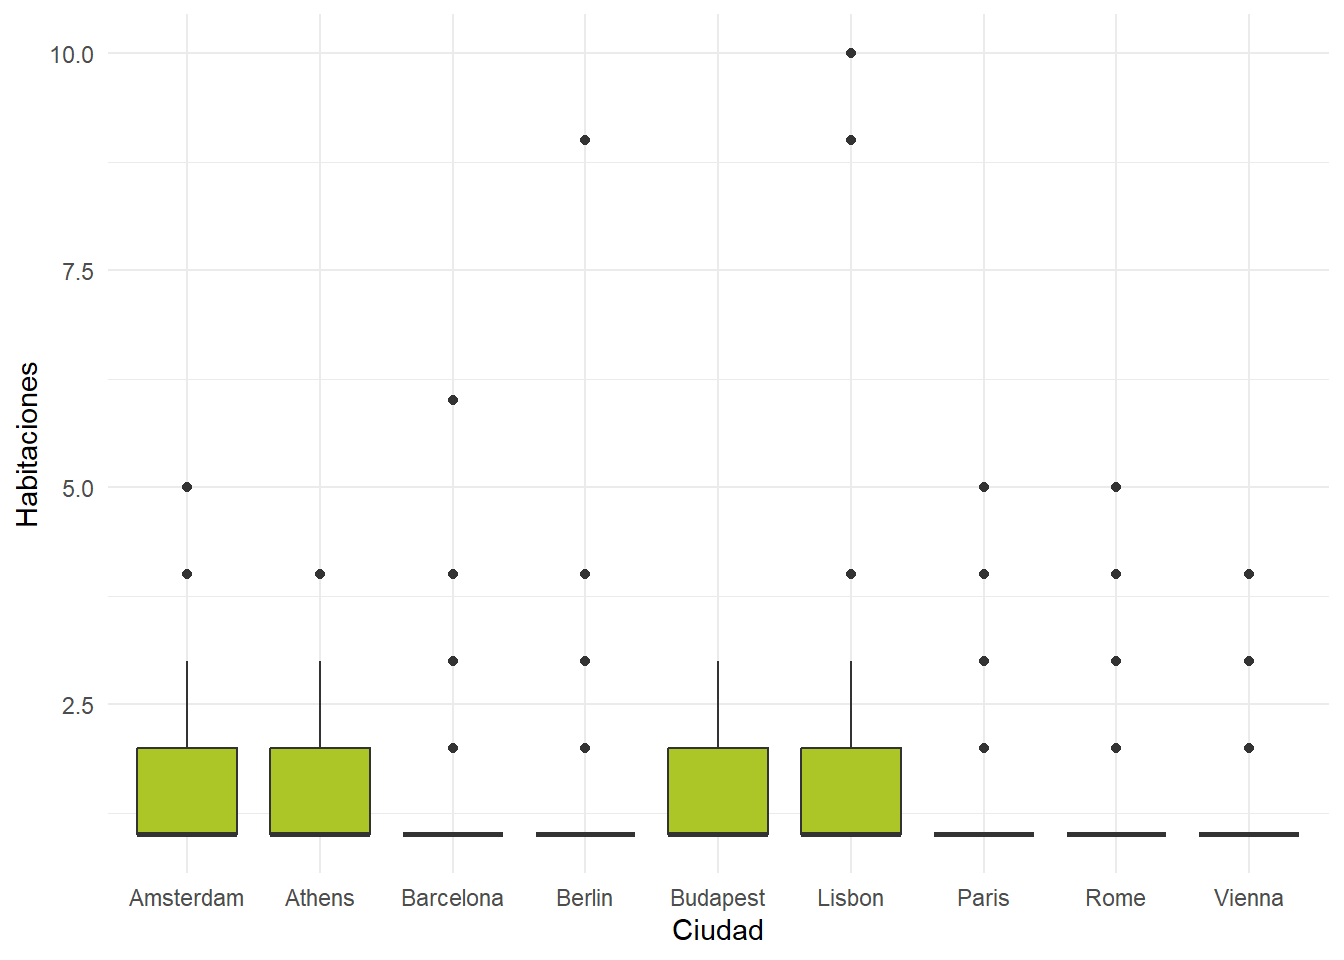 10.0
7.5
5.0
2.5
Habitaciones
Amsterdam Athens Barcelona Berlin Budapest Lisbon Paris Rome Vienna
Ciudad